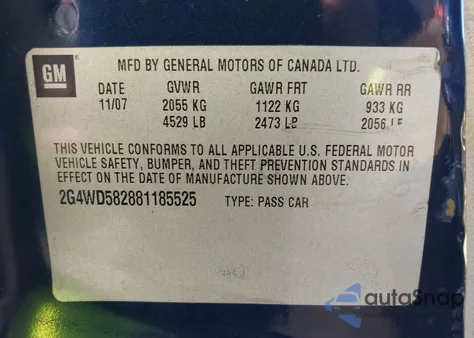 GM
MFD BY GENERAL MOTORS OF CANADA LTD.
DATE GVWR GAWR FRT GAWR RR
11/07 2055 KG 1122 KG 933 KG
4529 LB 2473 LB 2056 LB
THIS VEHICLE CONFORMS TO ALL APPLICABLE U.S. FEDERAL MOTOR
VEHICLE SAFETY, BUMPER, AND THEFT PREVENTION STANDARDS IN
EFFECT ON THE DATE OF MANUFACTURE SHOWN ABOVE.
2G4WD582881185525 TYPE: PASS CAR
autoSnap